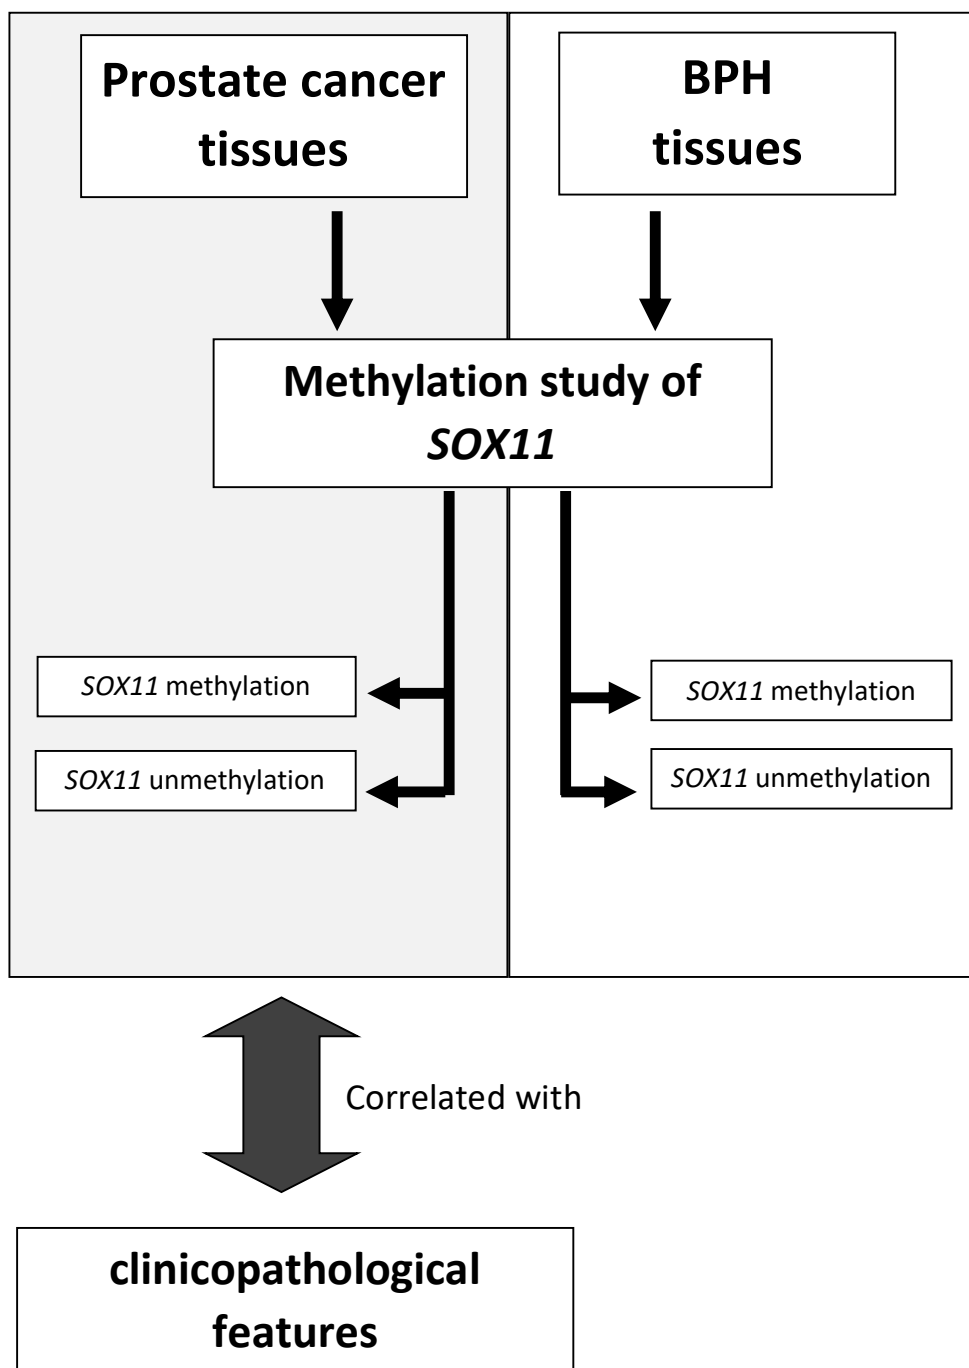 Prostate cancer
tissues
BPH
tissues
Methylation study of
SOX11
SOX11 methylation
SOX11 unmethylation
SOX11 methylation
SOX11 unmethylation
Correlated with
clinicopathological
features